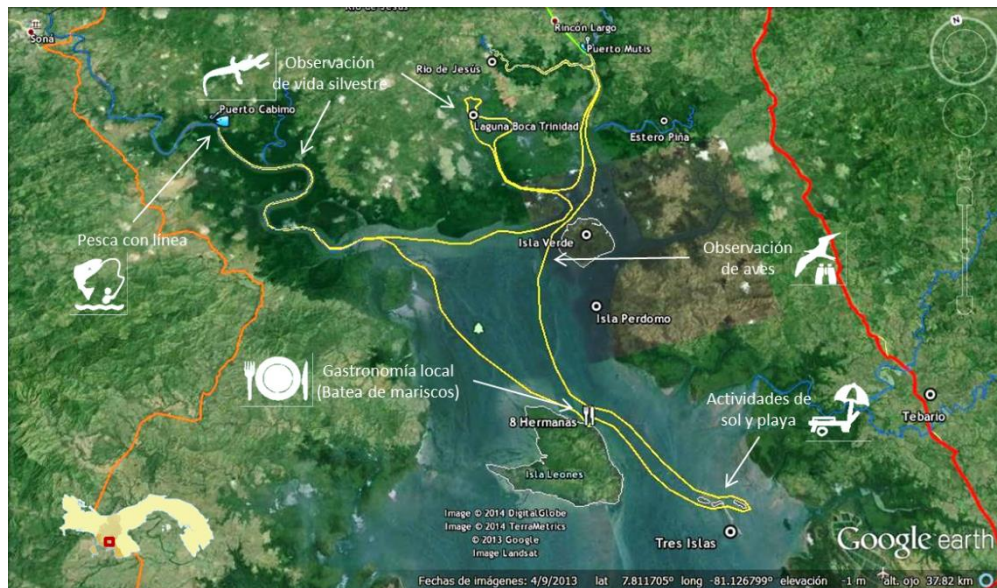 Río de Jesús
Rincón Largo
Soná
Puerto Mutis
Observación
de vida silvestre
Río de Jesús
Puerto Cabimo
Laguna Boca Trinidad
Estero Piña
Pesca con línea
Isla Verde
Observación
de aves
Isla Perdomo
Gastronomía local
(Batea de mariscos)
Actividades de
sol y playa
Tebario
8 Hermanas
Isla Leones
Image © 2014 DigitalGlobe
Image © 2014 TerraMetrics
© 2013 Google
Image Landsat
Tres Islas
Google earth
Fechas de imágenes: 4/9/2013 lat 7.811705° long -81.126799° elevación -1 m alt. ojo 37.82 km
N